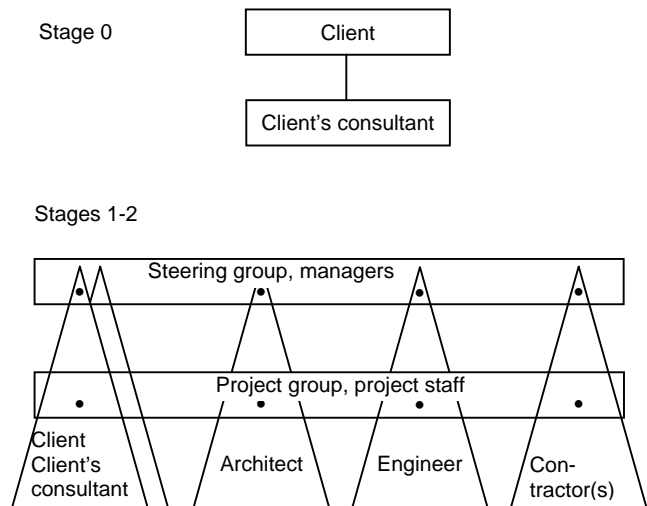 Stage 0
Client
Client's consultant
Stages 1-2
Steering group, managers
Project group, project staff
Client
Client's
consultant
Architect
Engineer
Con-
tractor(s)